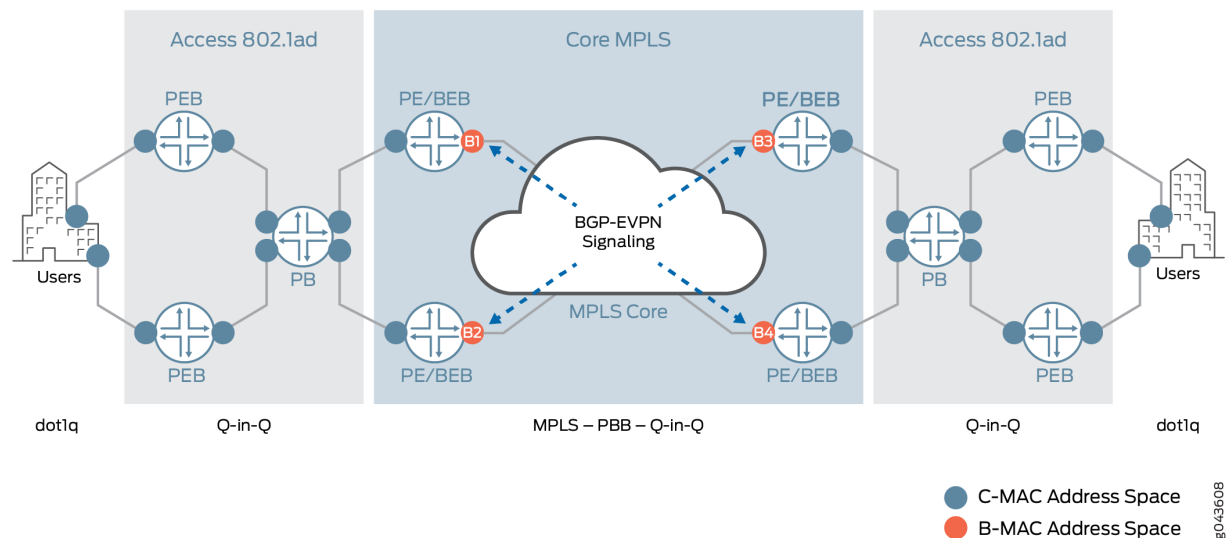 Access 802.1ad
Core MPLS
Access 802.1ad
PEB
PE/BEB
PE/BEB
PEB
B1
B3
BGP-EVPN
Signaling
Users
PB
PB
Users
MPLS Core
B2
B4
PEB
PE/BEB
PE/BEB
PEB
dot1q
Q-in-Q
MPLS – PBB – Q-in-Q
Q-in-Q
dot1q
C-MAC Address Space
B-MAC Address Space
g043608